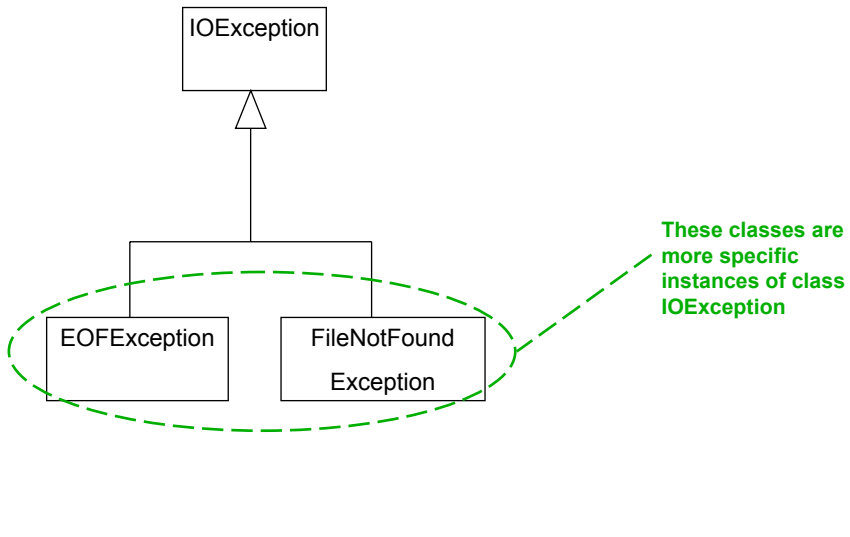 IOException
EOFException
FileNotFound
Exception
These classes are
more specific
instances of class
IOException